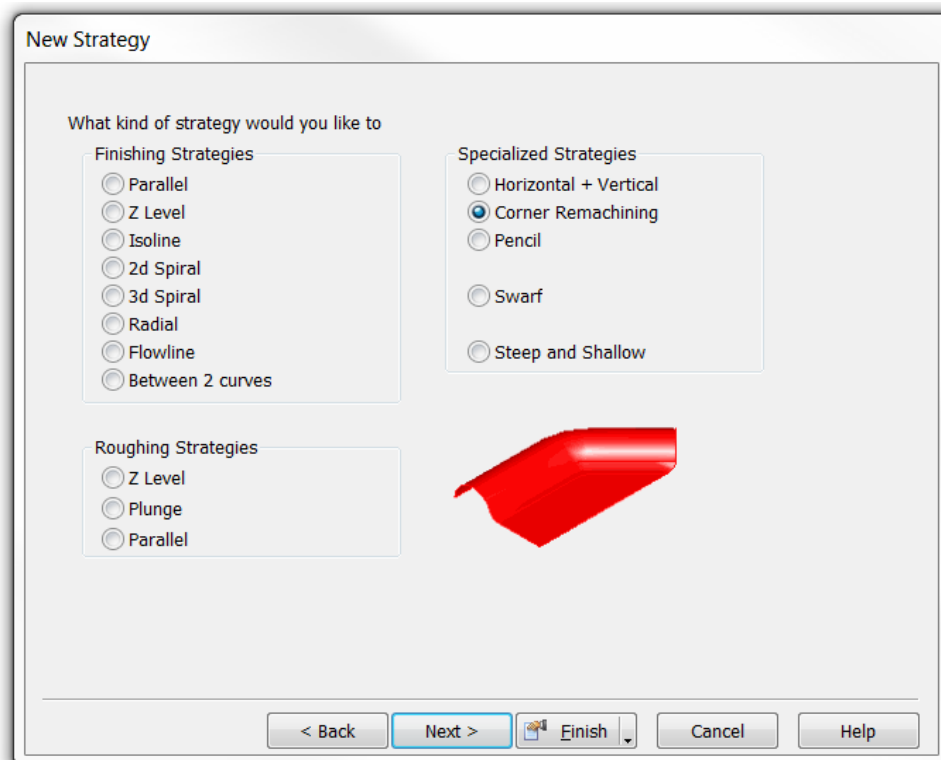 New Strategy
What kind of strategy would you like to
Finishing Strategies
Parallel
Z Level
Isoline
2d Spiral
3d Spiral
Radial
Flowline
Between 2 curves
Roughing Strategies
Z Level
Plunge
Parallel
Specialized Strategies
Horizontal + Vertical
Corner Remachining
Pencil
Swarf
Steep and Shallow
< Back
Next >
Finish
Cancel
Help